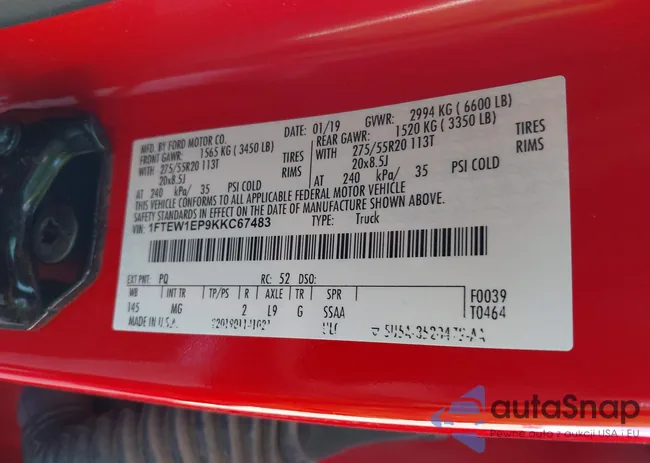 MFD. BY FORD MOTOR CO.
DATE: 01/19
GVWR: 2994 KG ( 6600 LB)
FRONT GAWR: 1565 KG ( 3450 LB)
REAR GAWR: 1520 KG ( 3350 LB)
WITH 275/55R20 113T TIRES
275/55R20 113T TIRES
20x8.5J RIMS
20x8.5J RIMS
AT 240 kPa/ 35 PSI COLD
AT 240 kPa/ 35 PSI COLD
THIS VEHICLE CONFORMS TO ALL APPLICABLE FEDERAL MOTOR VEHICLE
SAFETY STANDARDS IN EFFECT ON THE DATE OF MANUFACTURE SHOWN ABOVE.
VIN: 1FTEW1EP9KKC67483
TYPE: Truck
EXT PNT: PQ RC: 52 DSO:
WB INT TR TP/PS R AXLE TR SPR
145 MG 2 L9 G SSAA
F0039
T0464
MADE IN U.S.A.
autoSnap
Pewne auto z aukcji USA i EU